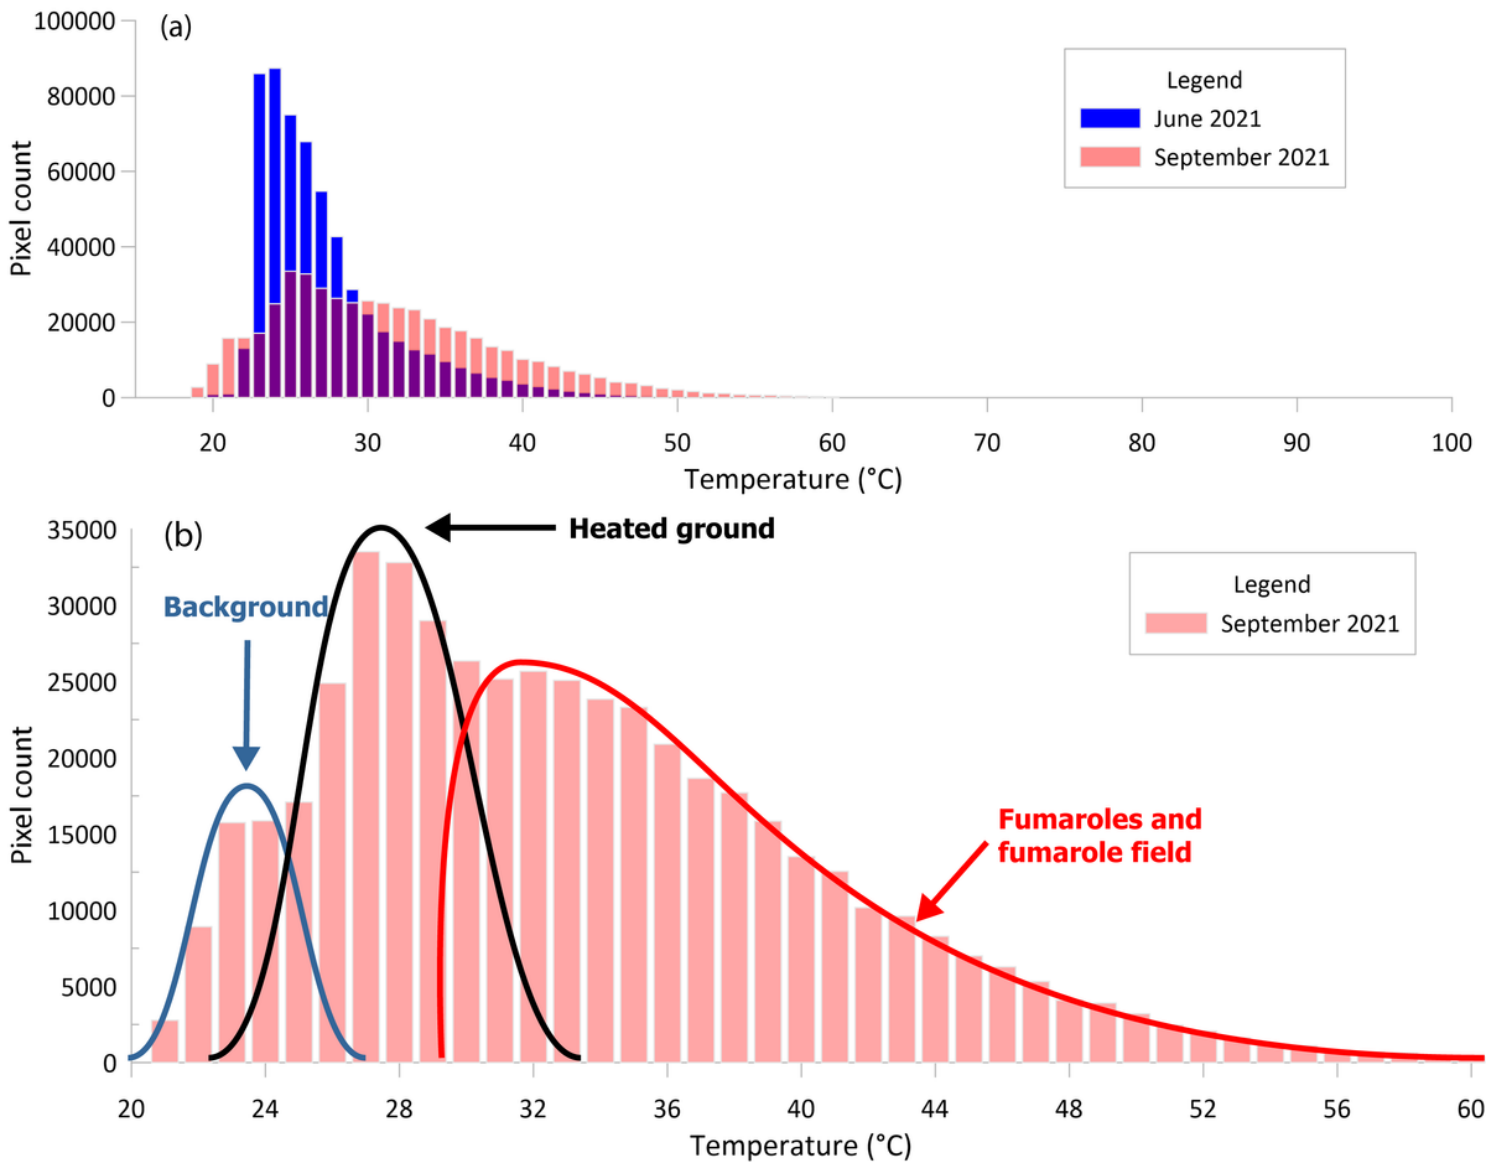 (a)
100000
80000
60000
40000
20000
0
Pixel count
Legend
June 2021
September 2021
20 30 40 50 60 70 80 90 100
Temperature (°C)
(b)
35000
30000
25000
20000
15000
10000
5000
0
Pixel count
Heated ground
Background
Legend
September 2021
Fumaroles and
fumarole field
20 24 28 32 36 40 44 48 52 56 60
Temperature (°C)